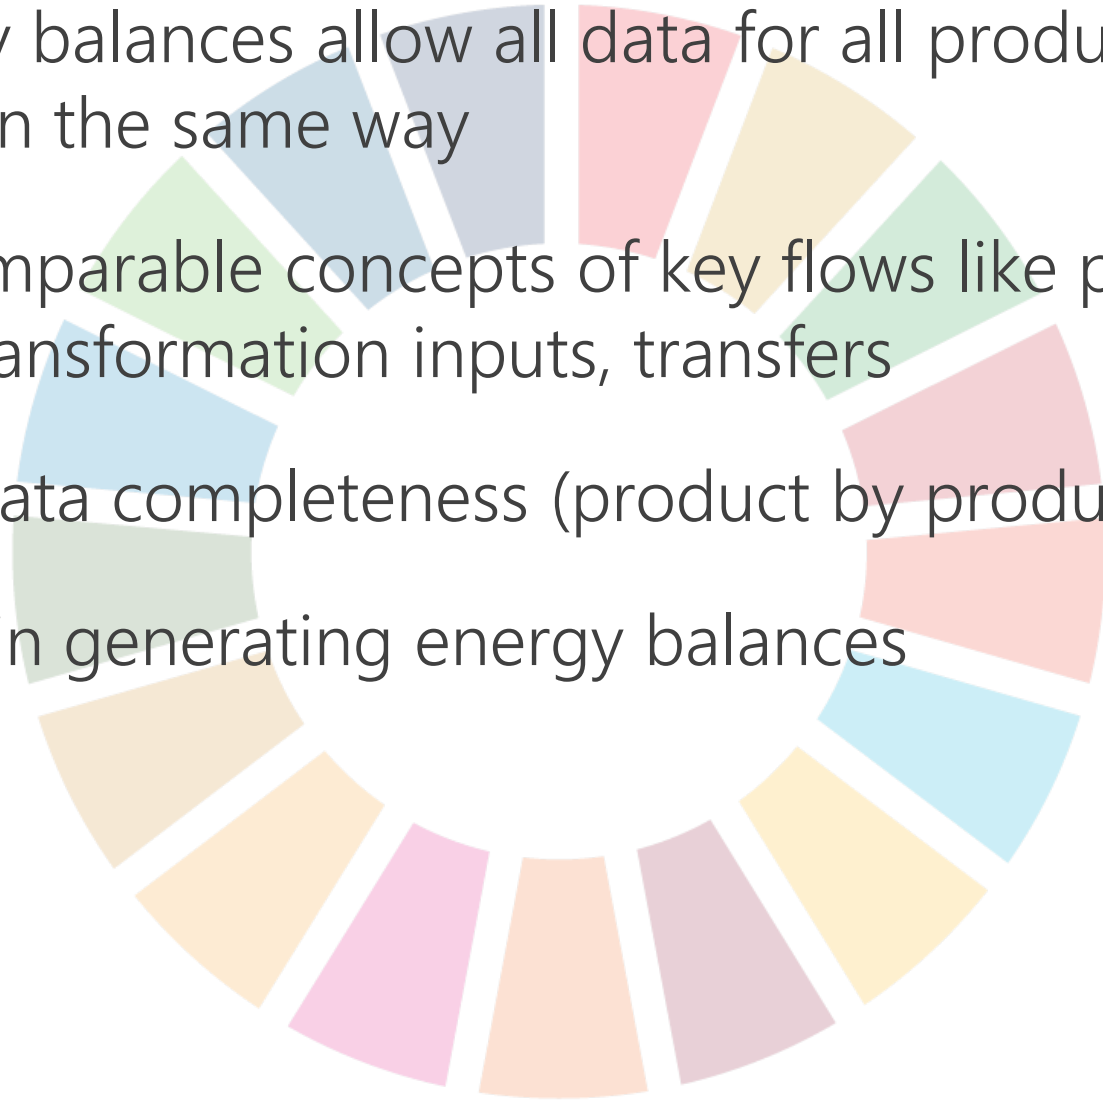 balances allow all data for all produ
n the same way
mparable concepts of key flows like p
ansformation inputs, transfers
ata completeness (product by produ
in generating energy balances